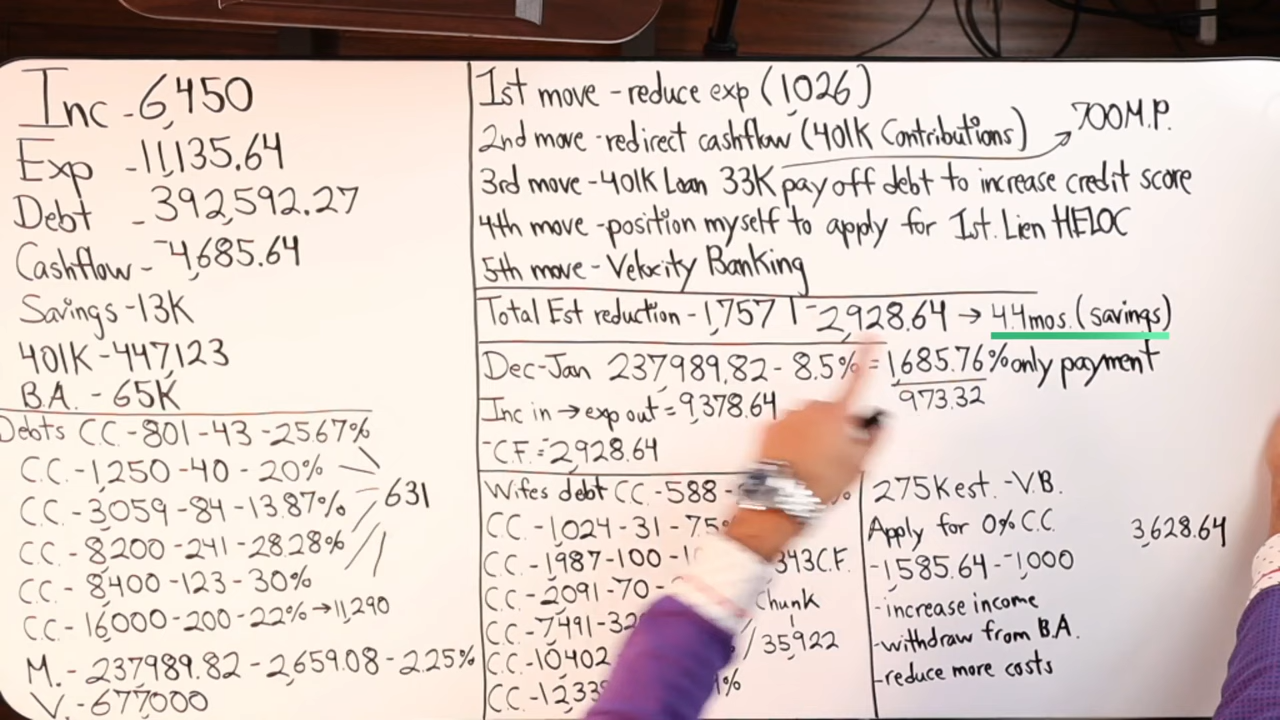 Inc - 6,450
Exp - 11,135.64
Debt - 392,592.27
Cashflow - -4,685.64
Savings - 13K
401K - 447,123
B.A. - 65K
Debts C.C. - 801 - 43 - 25.67%
C.C. - 1,250 - 40 - 20%
C.C. - 3,059 - 84 - 13.87%
631
C.C. - 8,200 - 241 - 28.28%
C.C. - 8,400 - 123 - 30%
C.C. - 16,000 - 200 - 22% → 11,290
M. - 237,989.82 - 2,659.08 - 2.25%
V. - 677,000
1st move - reduce exp (1,026)
2nd move - redirect cashflow (401K Contributions) → 700 M.P.
3rd move - 401K Loan 33K pay off debt to increase credit score
4th move - position myself to apply for 1st. Lien HELOC
5th move - Velocity Banking
Total Est reduction - 1,757 | -2,928.64 → 4.4 mos. (savings)
Dec-Jan 237,989.82 - 8.5% = 1,685.76 % only payment
973.32
Inc in → exp out = 9,378.64
-C.F. = 2,928.64
Wifes debt C.C. - 588 -
C.C. - 1,024 - 31 -
C.C. - 1,987 - 100 -
343 C.F.
C.C. - 2,091 - 70 -
Chunk
C.C. - 7,491 -
35,922
C.C. - 10,402
C.C. -
275K est. - V.B.
Apply for 0% C.C.
3,628.64
-1,585.64 - -1,000
- increase income
- withdraw from B.A.
- reduce more costs